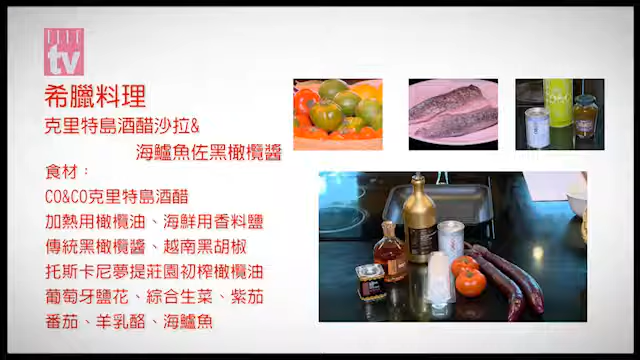 ELLE
tv
希臘料理
克里特島酒醋沙拉&
海鱸魚佐黑橄欖醬
食材：
CO&CO克里特島酒醋
加熱用橄欖油、海鮮用香料鹽
傳統黑橄欖醬、越南黑胡椒
托斯卡尼夢提莊園初榨橄欖油
葡萄牙鹽花、綜合生菜、紫茄
番茄、羊乳酪、海鱸魚